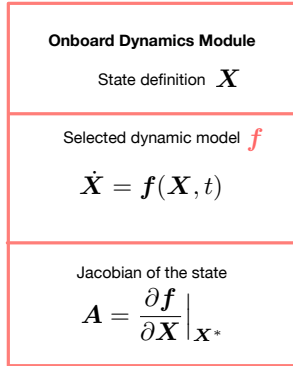 Onboard Dynamics Module
State definition X
Selected dynamic model f
Ẋ = f(X, t)
Jacobian of the state
A = ∂f/∂X |X*